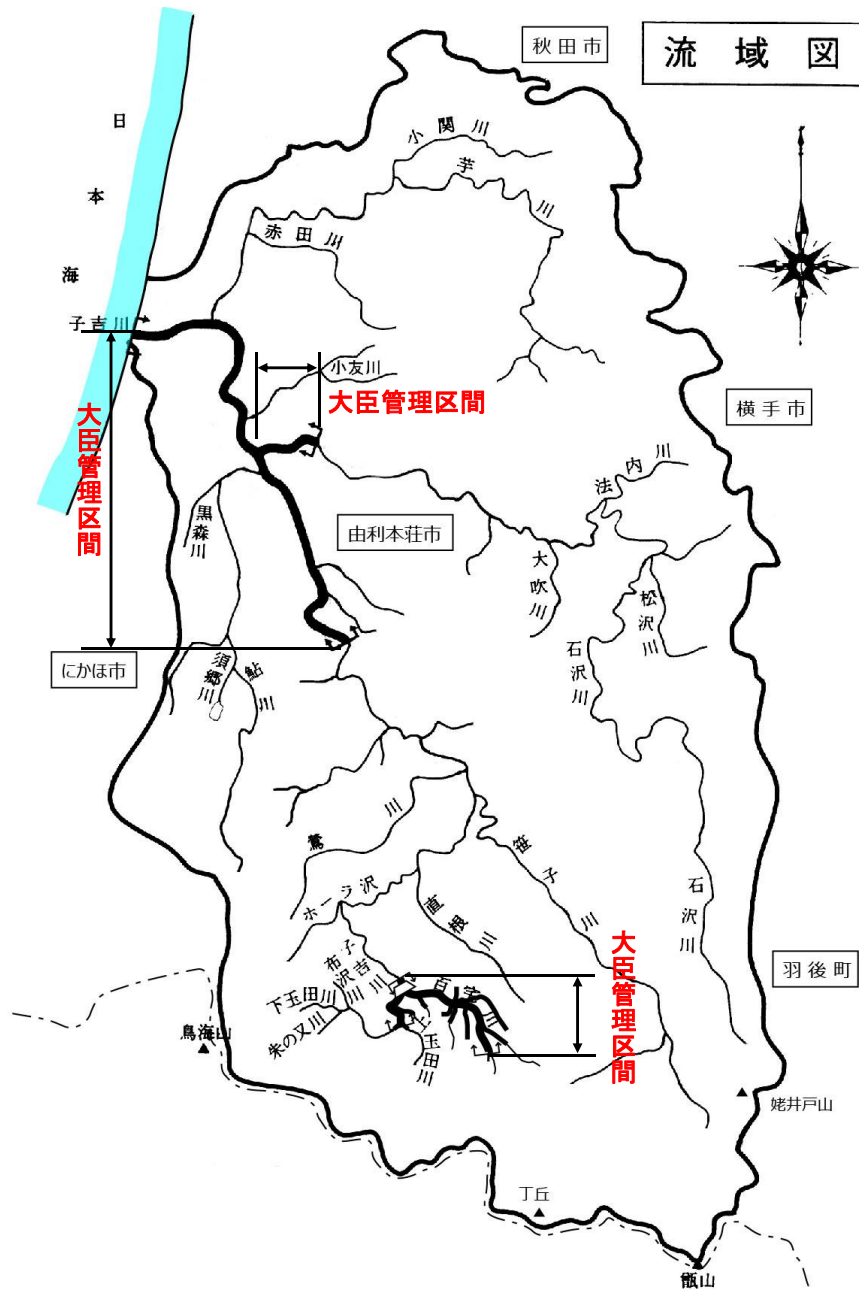 流域図
秋田市
日本海
小関川
芋川
赤田川
子吉川
小友川
大臣管理区間
大臣管理区間
横手市
法内川
黒森川
由利本荘市
大吹川
松沢川
石沢川
にかほ市
須郷川
鮎川
鶯川
笹子川
ホーラ沢
直根川
石沢川
大臣管理区間
羽後町
布沢川
子吉川
百宅川
下玉田川
朱の又川
上玉田川
鳥海山
姥井戸山
丁丘
甑山